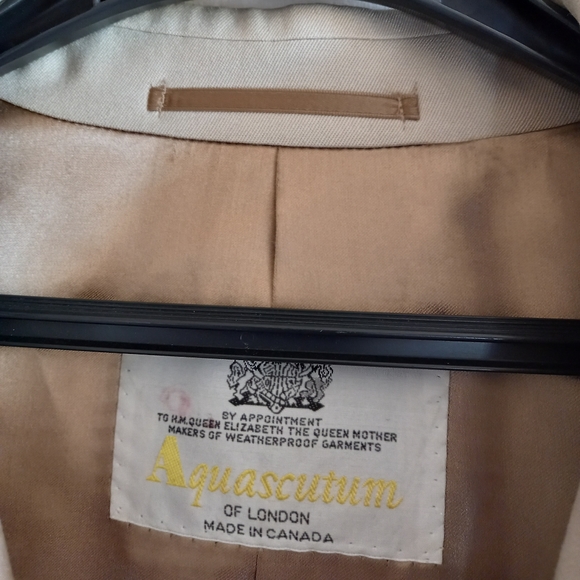 BY APPOINTMENT
TO H.M.QUEEN ELIZABETH THE QUEEN MOTHER
MAKERS OF WEATHERPROOF GARMENTS
Aquascutum
OF LONDON
MADE IN CANADA